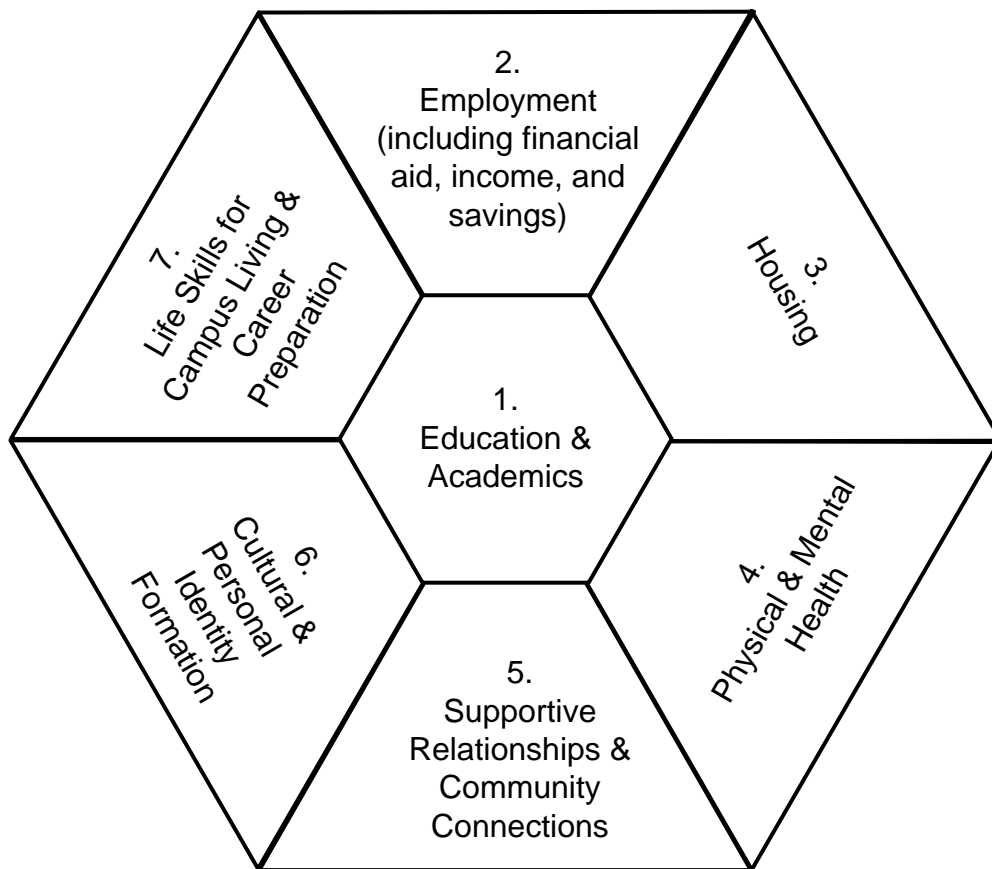 1.
Education &
Academics
2.
Employment
(including financial
aid, income, and
savings)
3.
Housing
4.
Physical & Mental
Health
5.
Supportive
Relationships &
Community
Connections
6.
Cultural &
Personal
Identity
Formation
7.
Life Skills for
Campus Living &
Career
Preparation